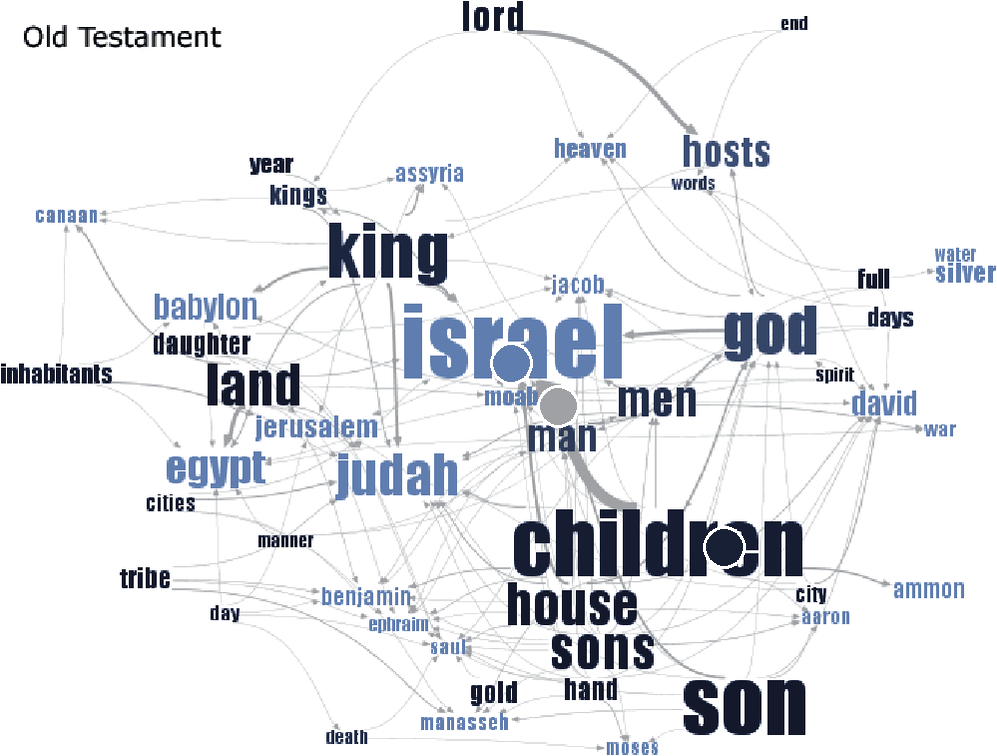 lord
end
Old Testament
heaven
hosts
year
assyria
words
kings
canaan
king
water
silver
jacob
full
babylon
israel
god
days
daughter
inhabitants
land
spirit
moab
men
david
jerusalem
man
war
egypt
judah
cities
children
manner
tribe
benjamin
ammon
city
house
day
ephraim
aaron
saul
sons
gold
hand
son
manasseh
death
moses